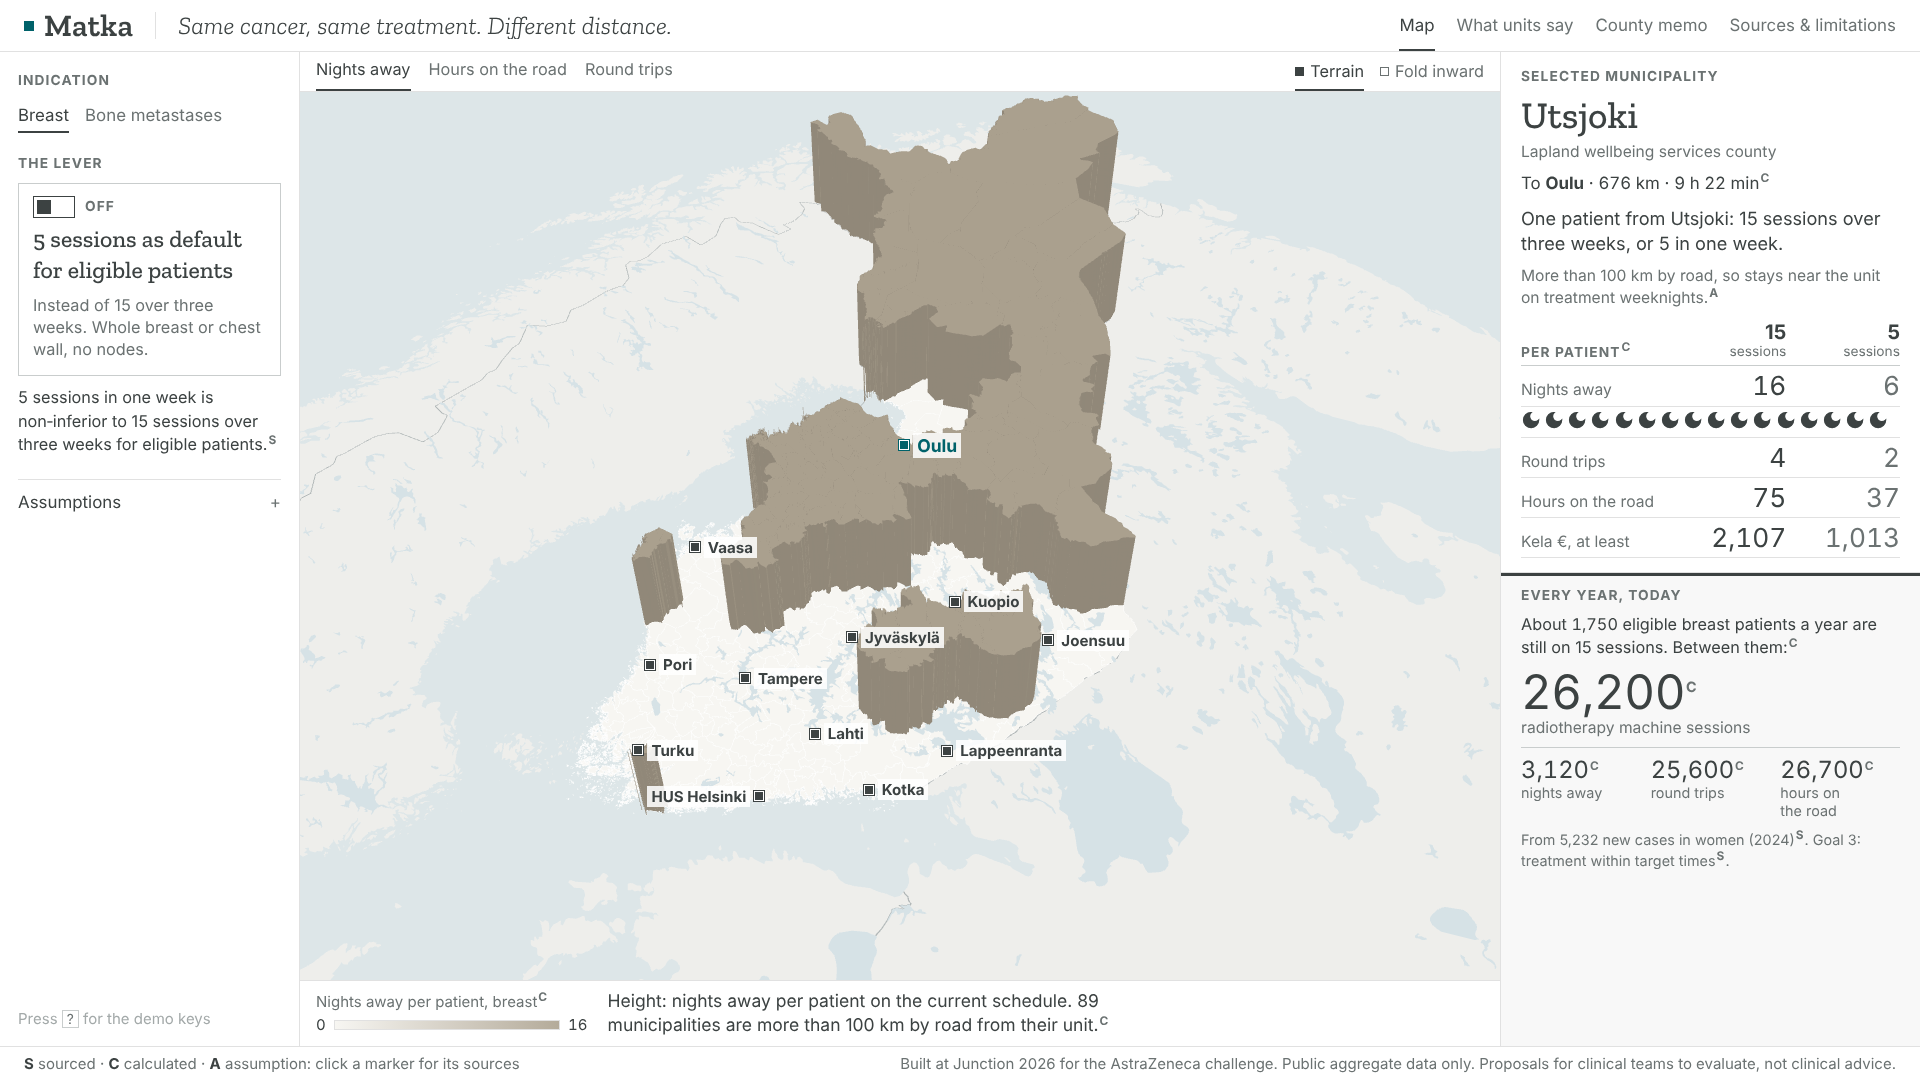 Matka
Same cancer, same treatment. Different distance.
Map
What units say
County memo
Sources & limitations
INDICATION
Breast
Bone metastases
THE LEVER
OFF
5 sessions as default
for eligible patients
Instead of 15 over three
weeks. Whole breast or chest
wall, no nodes.
5 sessions in one week is
non-inferior to 15 sessions over
three weeks for eligible patients.S
Assumptions +
Press ? for the demo keys
Nights away
Hours on the road
Round trips
Terrain
Fold inward
Oulu
Vaasa
Kuopio
Jyväskylä
Joensuu
Pori
Tampere
Lahti
Turku
Lappeenranta
HUS Helsinki
Kotka
Nights away per patient, breastC
0 16
Height: nights away per patient on the current schedule. 89
municipalities are more than 100 km by road from their unit.C
SELECTED MUNICIPALITY
Utsjoki
Lapland wellbeing services county
To Oulu · 676 km · 9 h 22 minC
One patient from Utsjoki: 15 sessions over
three weeks, or 5 in one week.
More than 100 km by road, so stays near the unit
on treatment weeknights.A
15 5
PER PATIENTC sessions sessions
Nights away 16 6
Round trips 4 2
Hours on the road 75 37
Kela €, at least 2,107 1,013
EVERY YEAR, TODAY
About 1,750 eligible breast patients a year are
still on 15 sessions. Between them:C
26,200C
radiotherapy machine sessions
3,120C 25,600C 26,700C
nights away round trips hours on
the road
From 5,232 new cases in women (2024)S. Goal 3:
treatment within target timesS.
S sourced · C calculated · A assumption: click a marker for its sources
Built at Junction 2026 for the AstraZeneca challenge. Public aggregate data only. Proposals for clinical teams to evaluate, not clinical advice.